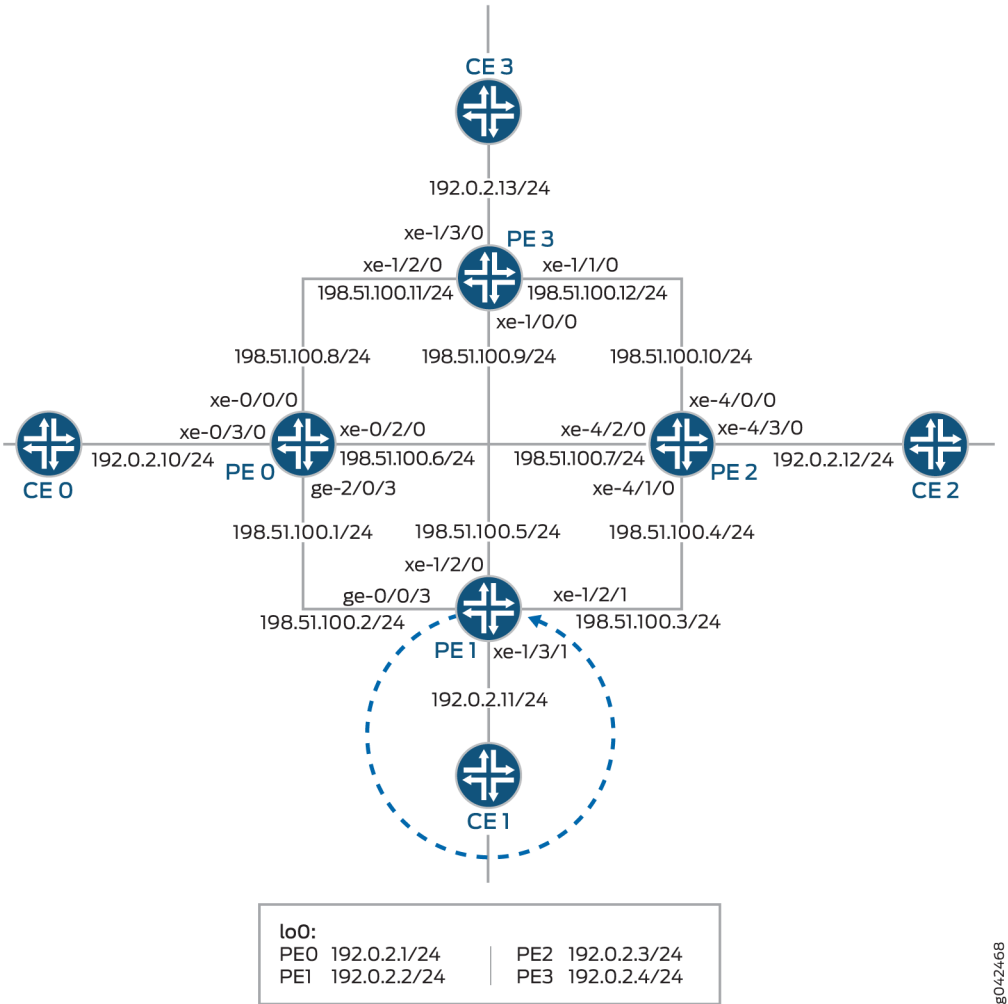 CE 3
192.0.2.13/24
xe-1/3/0
PE 3
xe-1/2/0
xe-1/1/0
198.51.100.11/24
198.51.100.12/24
xe-1/0/0
198.51.100.8/24
198.51.100.9/24
198.51.100.10/24
xe-0/0/0
xe-4/0/0
xe-0/3/0
xe-0/2/0
xe-4/2/0
xe-4/3/0
192.0.2.10/24
198.51.100.6/24
198.51.100.7/24
192.0.2.12/24
CE 0
PE 0
PE 2
CE 2
ge-2/0/3
xe-4/1/0
198.51.100.1/24
198.51.100.5/24
198.51.100.4/24
xe-1/2/0
ge-0/0/3
xe-1/2/1
198.51.100.2/24
198.51.100.3/24
PE 1
xe-1/3/1
192.0.2.11/24
CE 1
lo0:
PE0 192.0.2.1/24
PE2 192.0.2.3/24
PE1 192.0.2.2/24
PE3 192.0.2.4/24
g042468